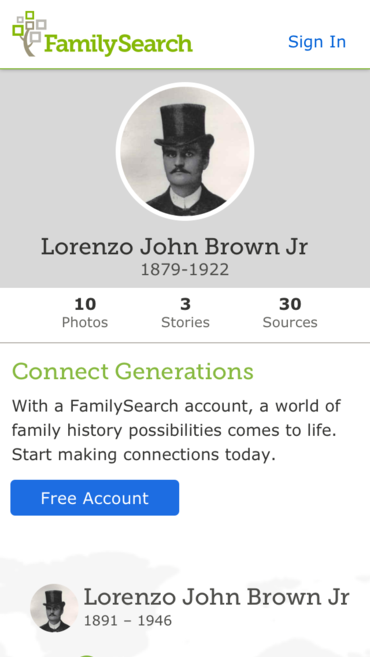 FamilySearch
Sign In
Lorenzo John Brown Jr
1879-1922
10 3 30
Photos Stories Sources
Connect Generations
With a FamilySearch account, a world of
family history possibilities comes to life.
Start making connections today.
Free Account
Lorenzo John Brown Jr
1891 – 1946